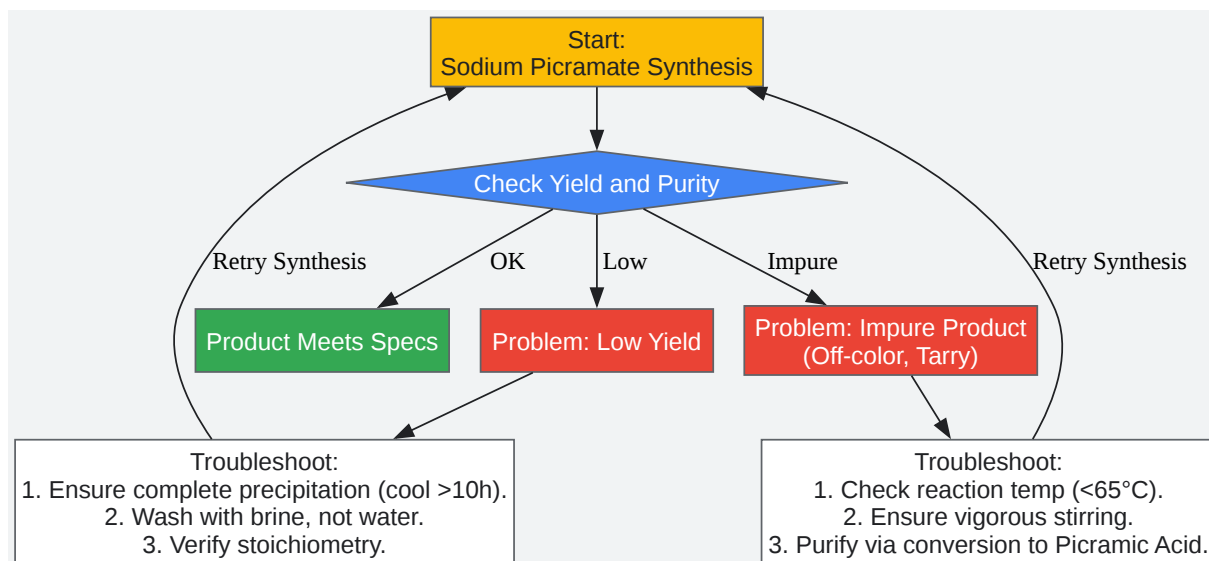 Start:
Sodium Picramate Synthesis
Check Yield and Purity
Retry Synthesis
OK
Low
Impure
Retry Synthesis
Product Meets Specs
Problem: Low Yield
Problem: Impure Product
(Off-color, Tarry)
Troubleshoot:
1. Ensure complete precipitation (cool >10h).
2. Wash with brine, not water.
3. Verify stoichiometry.
Troubleshoot:
1. Check reaction temp (<65°C).
2. Ensure vigorous stirring.
3. Purify via conversion to Picramic Acid.